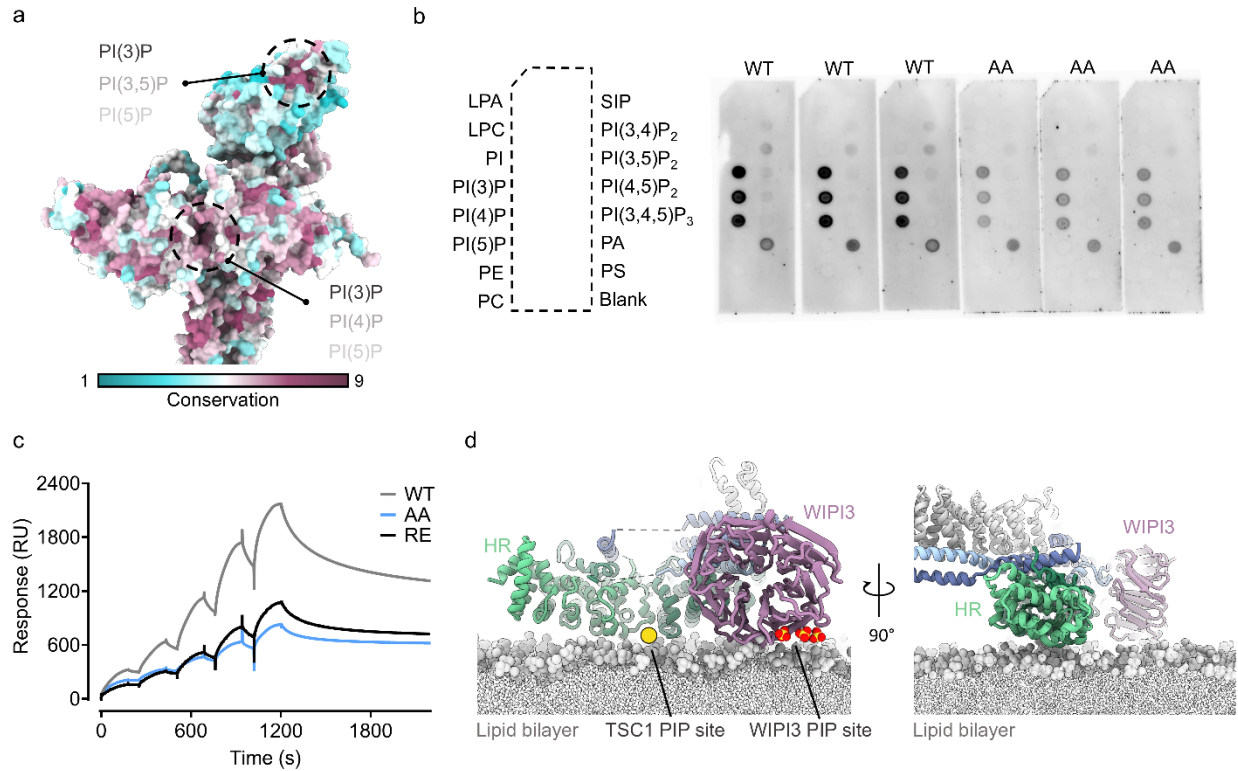 a
PI(3)P
PI(3,5)P
PI(5)P
PI(3)P
PI(4)P
PI(5)P
1 9
Conservation
b
LPA SIP
LPC PI(3,4)P₂
PI PI(3,5)P₂
PI(3)P PI(4,5)P₂
PI(4)P PI(3,4,5)P₃
PI(5)P PA
PE PS
PC Blank
WT WT WT AA AA AA
c
2400
1800
1200
600
0
Response (RU)
WT
AA
RE
0 600 1200 1800
Time (s)
d
WIPI3
HR
Lipid bilayer TSC1 PIP site WIPI3 PIP site
90°
WIPI3
HR
Lipid bilayer